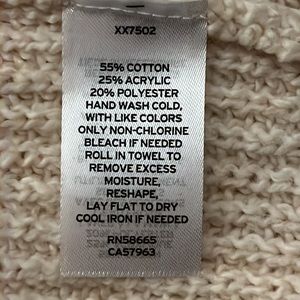 XX7502
55% COTTON
25% ACRYLIC
20% POLYESTER
HAND WASH COLD,
WITH LIKE COLORS
ONLY NON-CHLORINE
BLEACH IF NEEDED
ROLL IN TOWEL TO
REMOVE EXCESS
MOISTURE,
RESHAPE,
LAY FLAT TO DRY
COOL IRON IF NEEDED
RN58665
CA57963